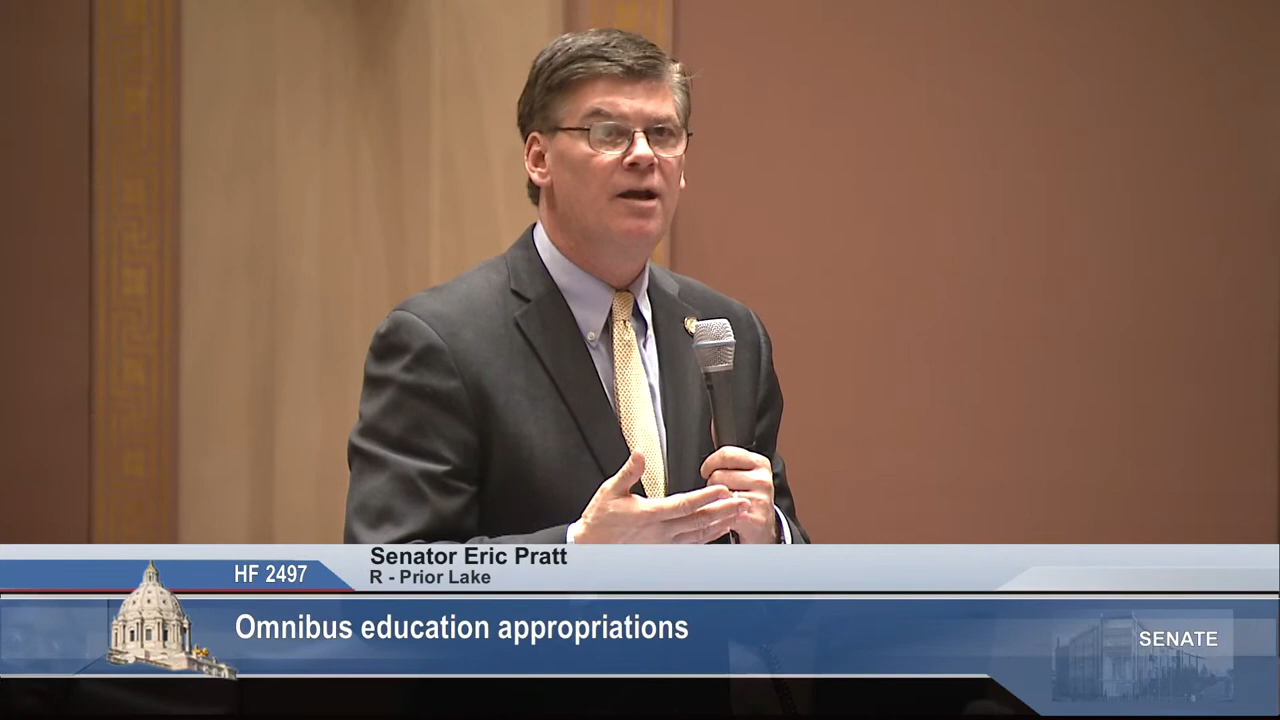 Senator Eric Pratt
HF 2497
R - Prior Lake
Omnibus education appropriations
SENATE